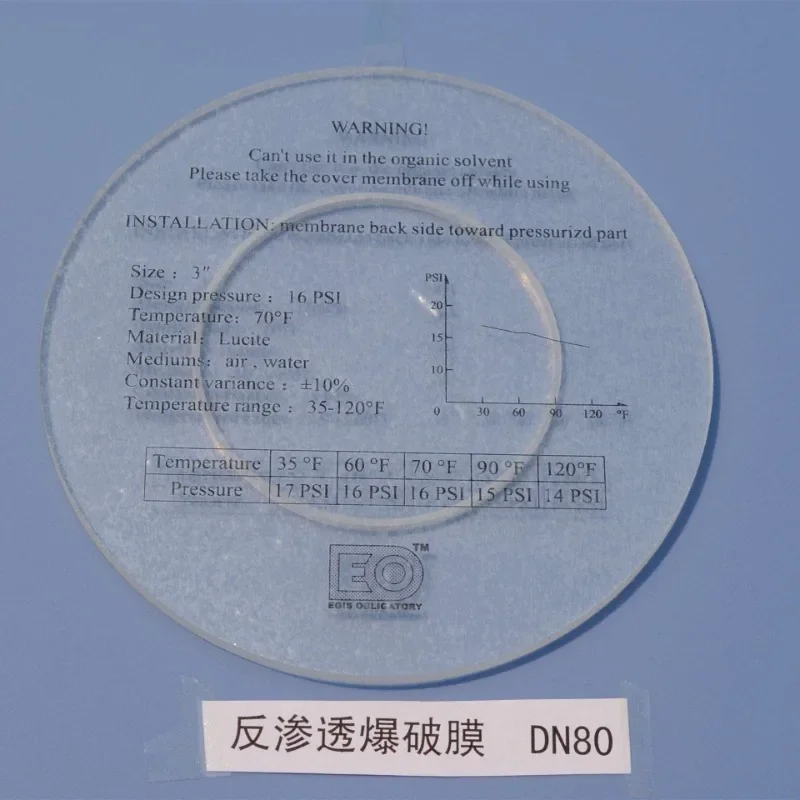 WARNING!
Can't use it in the organic solvent
Please take the cover membrane off while using
INSTALLATION: membrane back side toward pressurizd part
Size : 3″
Design pressure : 16 PSI
Temperature: 70°F
Material: Lucite
Mediums: air , water
Constant variance : ±10%
Temperature range : 35-120°F
PSI
20
15
10
0 30 60 90 120 °F
Temperature 35 °F 60 °F 70 °F 90 °F 120°F
Pressure 17 PSI 16 PSI 16 PSI 15 PSI 14 PSI
EO TM
EGIS OBLIGATORY
反渗透爆破膜 DN80